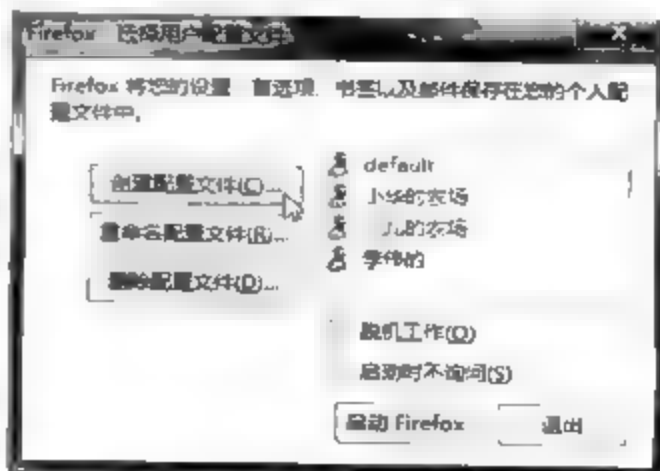 Firefox - 选择用户配置文件
Firefox 将您的设置、首选项、书签以及邮件保存在您的个人配
置文件中。
创建配置文件(C)...
重命名配置文件(R)...
删除配置文件(D)...
default
小华的农场
九的农场
李伟的
脱机工作(O)
启动时不询问(S)
启动 Firefox
退出